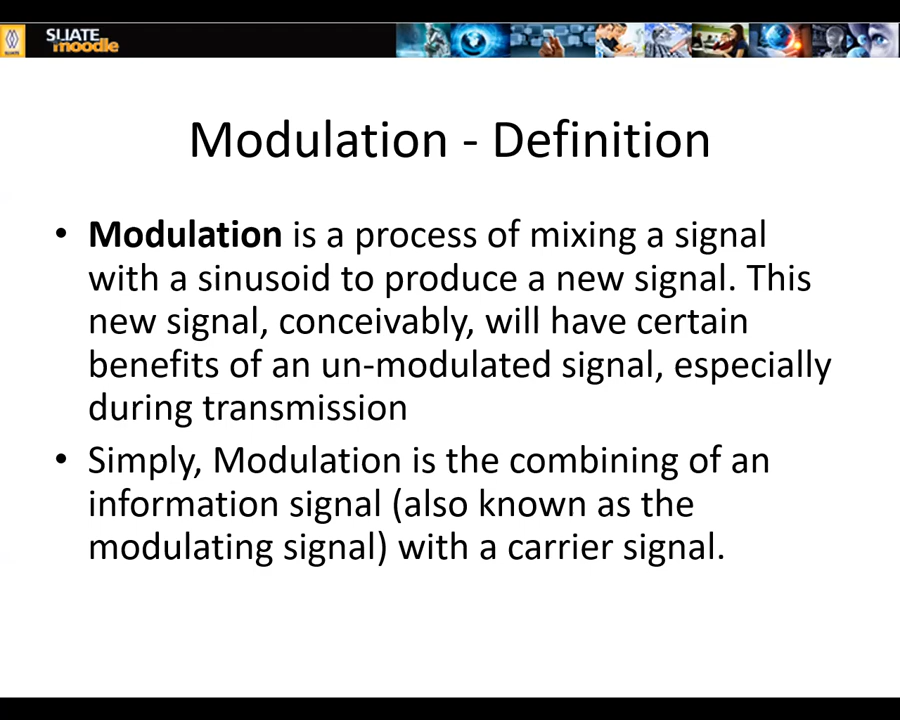 SLIATE
moodle
Modulation - Definition
• Modulation is a process of mixing a signal
with a sinusoid to produce a new signal. This
new signal, conceivably, will have certain
benefits of an un-modulated signal, especially
during transmission
• Simply, Modulation is the combining of an
information signal (also known as the
modulating signal) with a carrier signal.